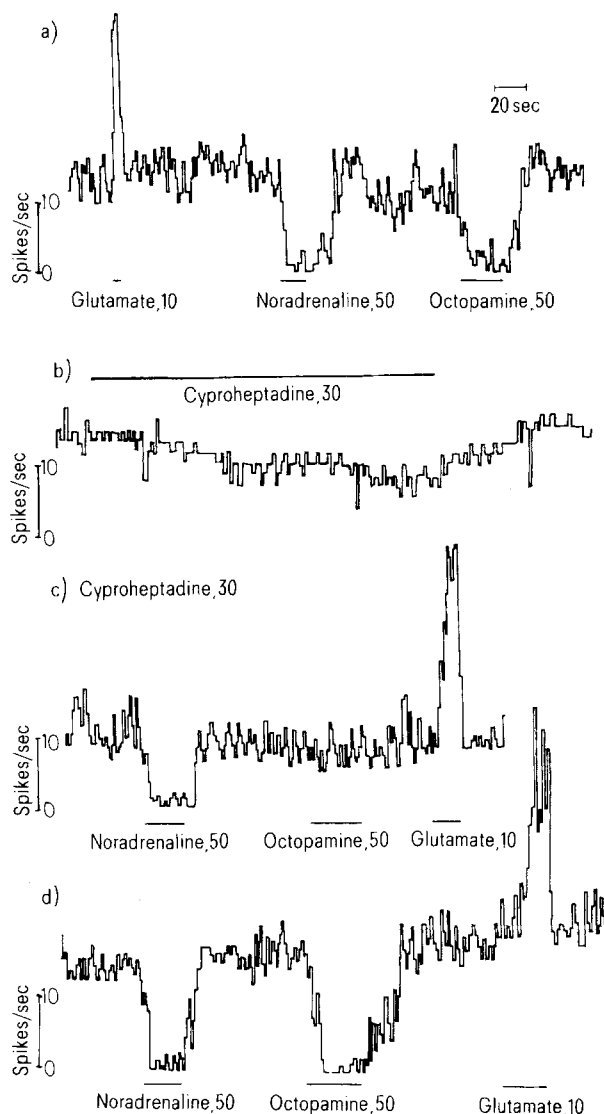 a)
20 sec
10
0
Spikes/sec
Glutamate,10 Noradrenaline,50 Octopamine,50
b)
Cyproheptadine,30
10
0
Spikes/sec
c) Cyproheptadine,30
10
0
Spikes/sec
Noradrenaline,50 Octopamine,50 Glutamate,10
d)
10
0
Spikes/sec
Noradrenaline,50 Octopamine,50 Glutamate 10